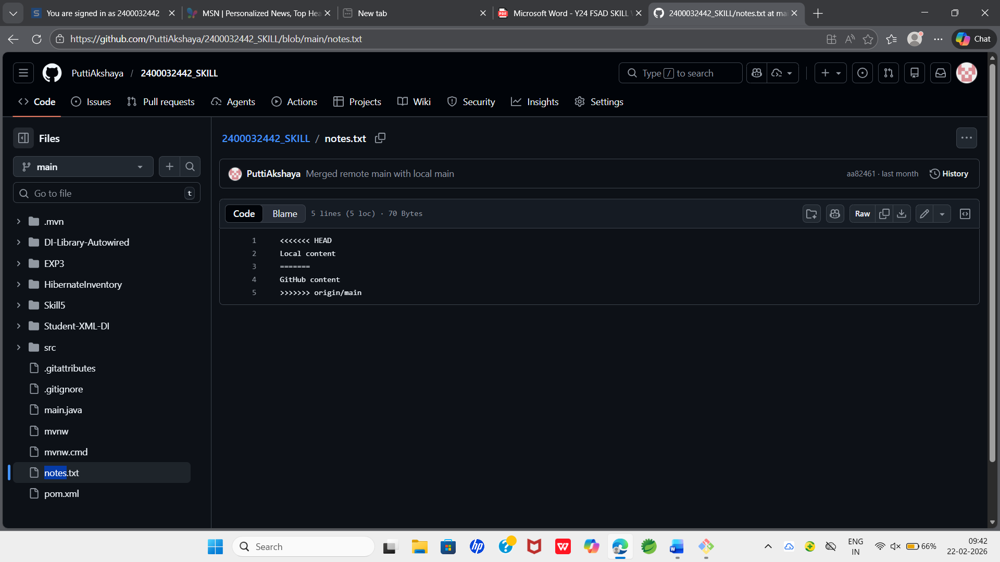 You are signed in as 2400032442
MSN | Personalized News, Top Hea
New tab
Microsoft Word - Y24 FSAD SKILL
2400032442_SKILL/notes.txt at mai
https://github.com/PuttiAkshaya/2400032442_SKILL/blob/main/notes.txt
Chat
PuttiAkshaya / 2400032442_SKILL
Type / to search
Code
Issues
Pull requests
Agents
Actions
Projects
Wiki
Security
Insights
Settings
Files
main
Go to file
t
.mvn
DI-Library-Autowired
EXP3
HibernateInventory
Skill5
Student-XML-DI
src
.gitattributes
.gitignore
main.java
mvnw
mvnw.cmd
notes.txt
pom.xml
2400032442_SKILL / notes.txt
PuttiAkshaya Merged remote main with local main
aa82461 · last month
History
Code
Blame
5 lines (5 loc) · 70 Bytes
Raw
1 <<<<<<< HEAD
2 Local content
3 =======
4 GitHub content
5 >>>>>>> origin/main
Search
ENG
IN
66%
09:42
22-02-2026